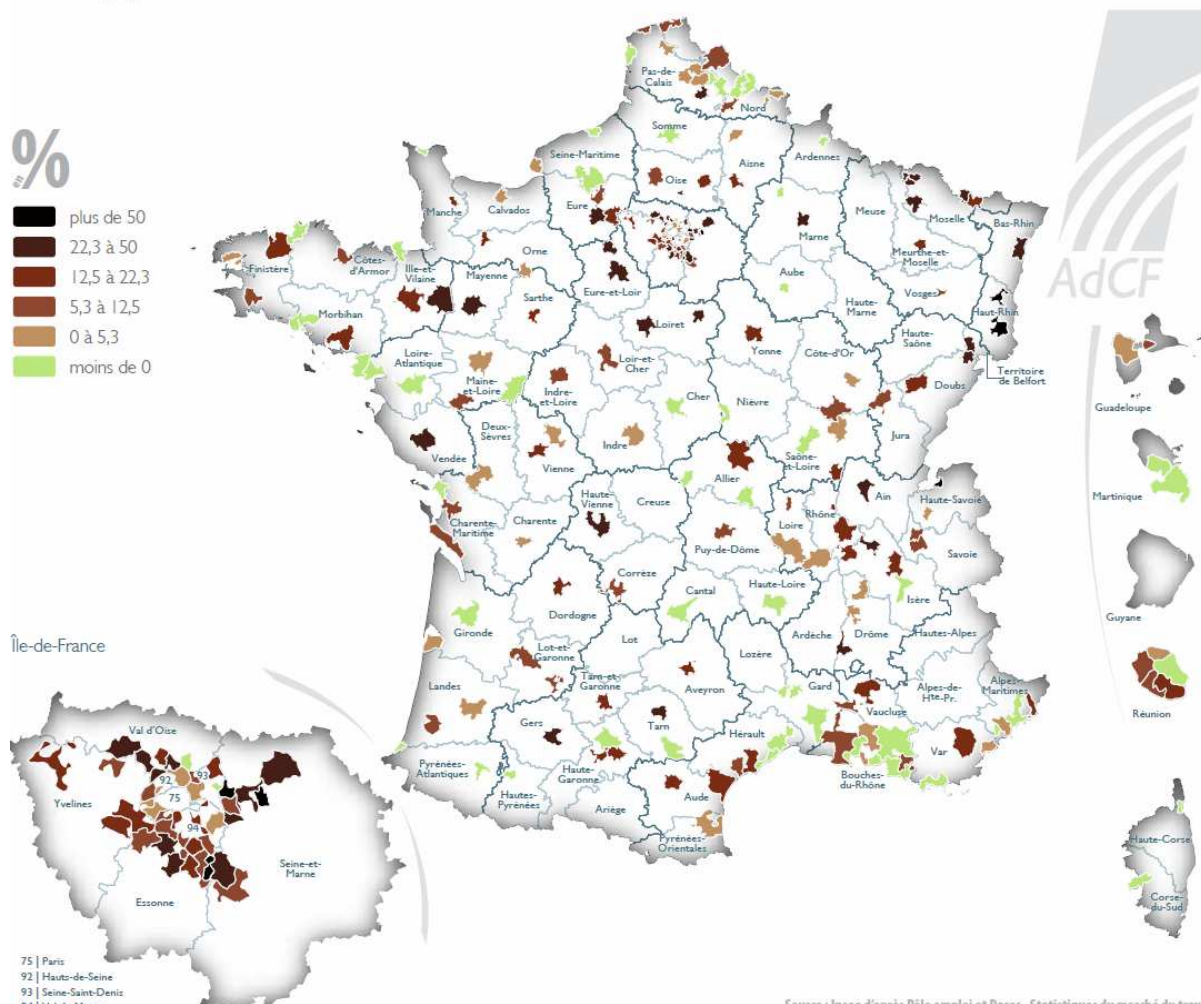 %
en
plus de 50
22,3 à 50
12,5 à 22,3
5,3 à 12,5
0 à 5,3
moins de 0
AdCF
Pas-de-
Calais
Nord
Somme
Seine-Maritime
Aisne
Ardennes
Oise
Manche
Calvados
Eure
Meuse
Moselle
Bas-Rhin
Marne
Meurthe-et-
Moselle
Orne
Finistère
Côtes-
d'Armor
Ille-et-
Vilaine
Mayenne
Eure-et-Loir
Aube
Vosges
Haut-Rhin
Haute-
Marne
Morbihan
Sarthe
Loiret
Yonne
Haute-
Saône
Loire-
Atlantique
Maine-
et-Loire
Loir-et-
Cher
Côte-d'Or
Territoire
de Belfort
Doubs
Indre-
et-Loire
Cher
Nièvre
Deux-
Sèvres
Indre
Jura
Vendée
Vienne
Saône-
et-Loire
Allier
Haute-
Vienne
Creuse
Ain
Haute-Savoie
Charente-
Maritime
Charente
Loire
Rhône
Puy-de-Dôme
Savoie
Corrèze
Isère
Dordogne
Cantal
Haute-Loire
Gironde
Lot
Ardèche
Drôme
Hautes-Alpes
Lot-et-
Garonne
Lozère
Landes
Tarn-et-
Garonne
Aveyron
Gard
Vaucluse
Alpes-de-
Hte-Pr.
Alpes-
Maritimes
Gers
Tarn
Hérault
Var
Pyrénées-
Atlantiques
Haute-
Garonne
Bouches-
du-Rhône
Hautes-
Pyrénées
Ariège
Aude
Pyrénées-
Orientales
Haute-Corse
Corse-
du-Sud
Guadeloupe
Martinique
Guyane
Réunion
Île-de-France
Val d'Oise
Yvelines
92
93
75
94
Seine-et-
Marne
Essonne
75 | Paris
92 | Hauts-de-Seine
93 | Seine-Saint-Denis